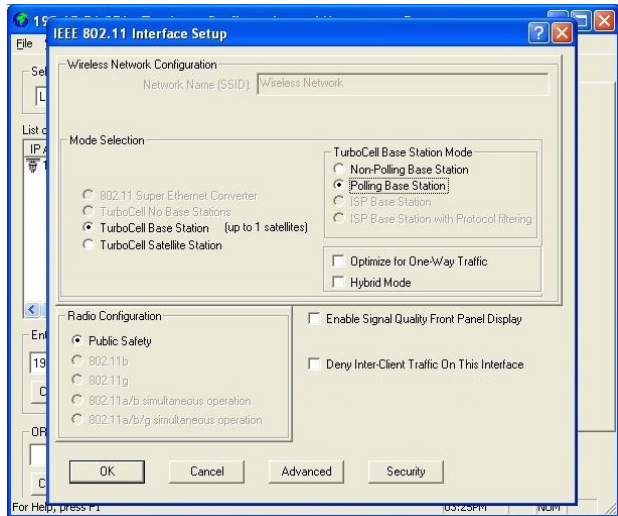 IEEE 802.11 Interface Setup
File
Wireless Network Configuration
Network Name (SSID): Wireless Network
Mode Selection
802.11 Super Ethernet Converter
TurboCell No Base Stations
TurboCell Base Station (up to 1 satellites)
TurboCell Satellite Station
TurboCell Base Station Mode
Non-Polling Base Station
Polling Base Station
ISP Base Station
ISP Base Station with Protocol filtering
Optimize for One-Way Traffic
Hybrid Mode
Radio Configuration
Public Safety
802.11b
802.11g
802.11a/b simultaneous operation
802.11a/b/g simultaneous operation
Enable Signal Quality Front Panel Display
Deny Inter-Client Traffic On This Interface
OK Cancel Advanced Security
OR
For Help, press F1 03:25PM NUM